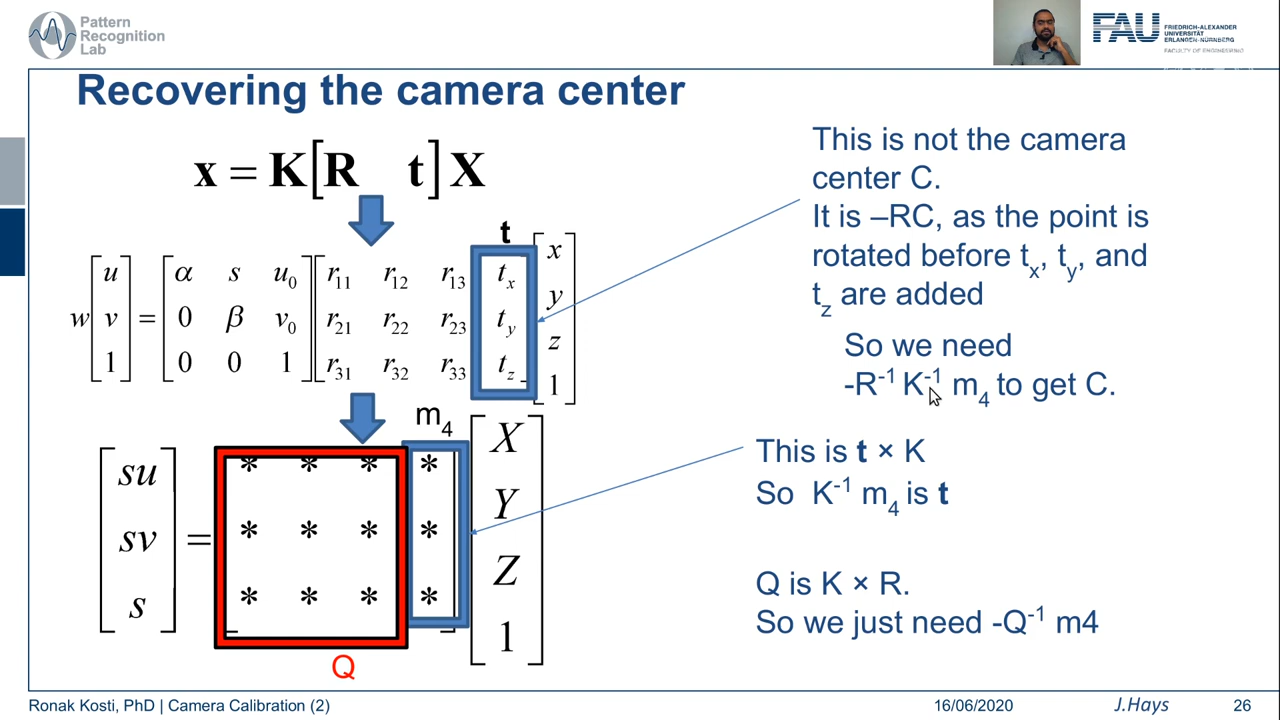 Pattern
Recognition
Lab
FAU
FRIEDRICH-ALEXANDER
UNIVERSITÄT
ERLANGEN-NÜRNBERG
FACULTY OF ENGINEERING
Recovering the camera center
x = K[R t] X
This is not the camera
center C.
It is –RC, as the point is
rotated before tx, ty, and
tz are added
So we need
-R⁻¹ K⁻¹ m₄ to get C.
t
w [u v 1] = [α s u₀ 0 β v₀ 0 0 1] [r₁₁ r₁₂ r₁₃ tx r₂₁ r₂₂ r₂₃ ty r₃₁ r₃₂ r₃₃ tz] [x y z 1]
m₄
[su sv s] = [* * * * * * * * * * * *] [X Y Z 1]
Q
This is t × K
So K⁻¹ m₄ is t
Q is K × R.
So we just need -Q⁻¹ m4
Ronak Kosti, PhD | Camera Calibration (2)
16/06/2020
J.Hays
26